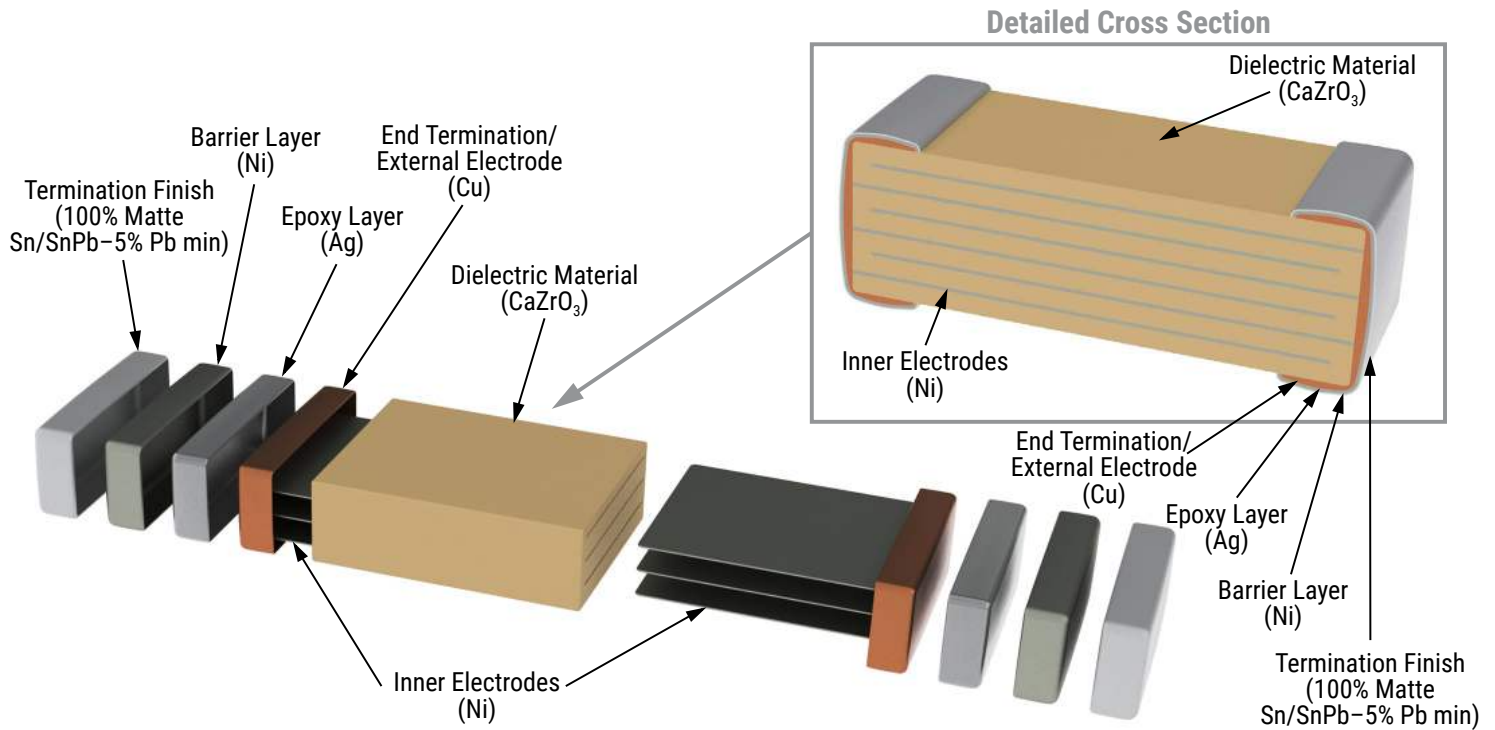 Detailed Cross Section
Dielectric Material
(CaZrO₃)
Inner Electrodes
(Ni)
End Termination/
External Electrode
(Cu)
Epoxy Layer
(Ag)
Barrier Layer
(Ni)
Termination Finish
(100% Matte
Sn/SnPb–5% Pb min)
Termination Finish
(100% Matte
Sn/SnPb–5% Pb min)
Barrier Layer
(Ni)
Epoxy Layer
(Ag)
End Termination/
External Electrode
(Cu)
Dielectric Material
(CaZrO₃)
Inner Electrodes
(Ni)